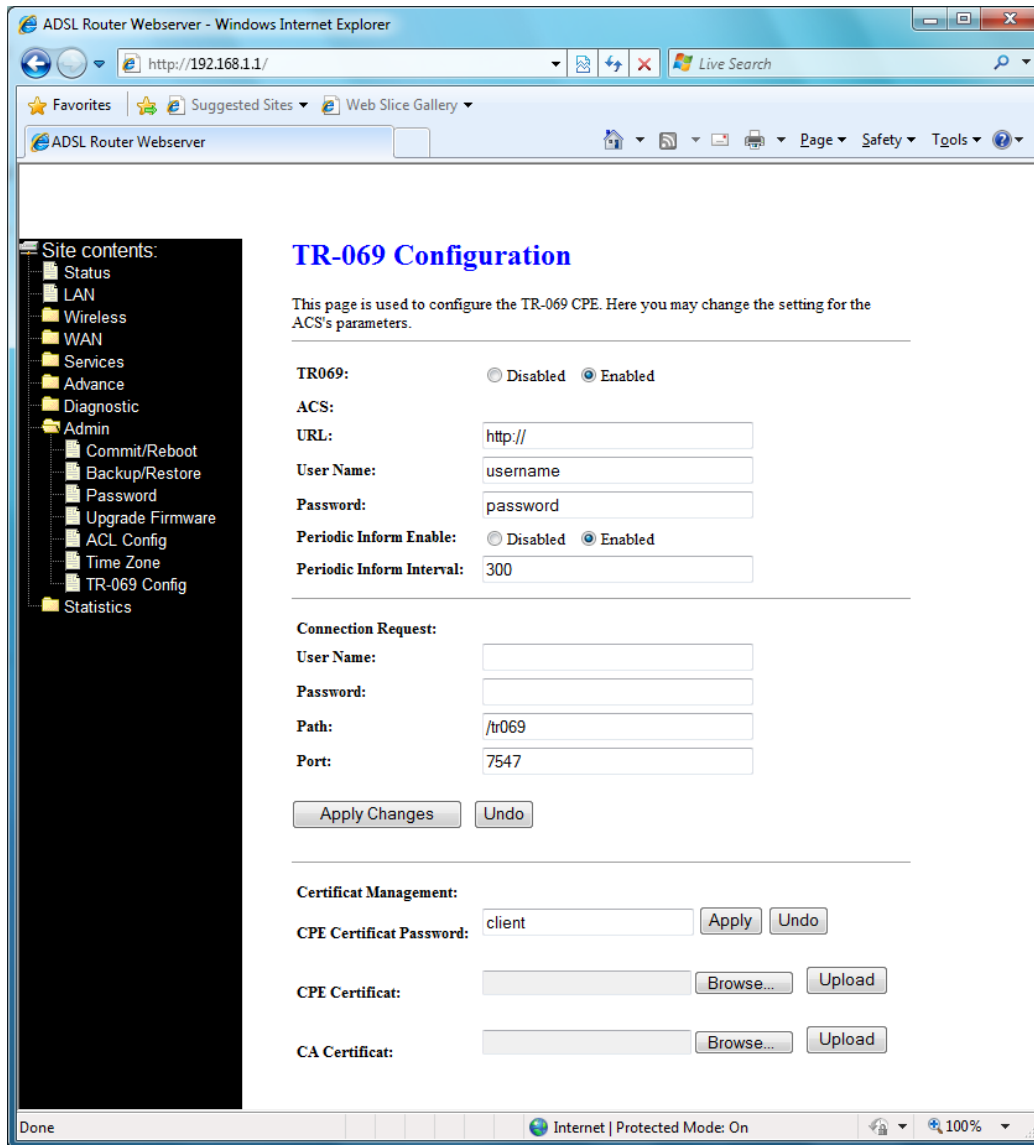 ADSL Router Webserver - Windows Internet Explorer
http://192.168.1.1/
Live Search
Favorites
Suggested Sites
Web Slice Gallery
ADSL Router Webserver
Page
Safety
Tools
Site contents:
Status
LAN
Wireless
WAN
Services
Advance
Diagnostic
Admin
Commit/Reboot
Backup/Restore
Password
Upgrade Firmware
ACL Config
Time Zone
TR-069 Config
Statistics
TR-069 Configuration
This page is used to configure the TR-069 CPE. Here you may change the setting for the
ACS's parameters.
TR069: Disabled Enabled
ACS:
URL: http://
User Name: username
Password: password
Periodic Inform Enable: Disabled Enabled
Periodic Inform Interval: 300
Connection Request:
User Name:
Password:
Path: /tr069
Port: 7547
Apply Changes Undo
Certificat Management:
CPE Certificat Password: client Apply Undo
CPE Certificat: Browse... Upload
CA Certificat: Browse... Upload
Done
Internet | Protected Mode: On
100%